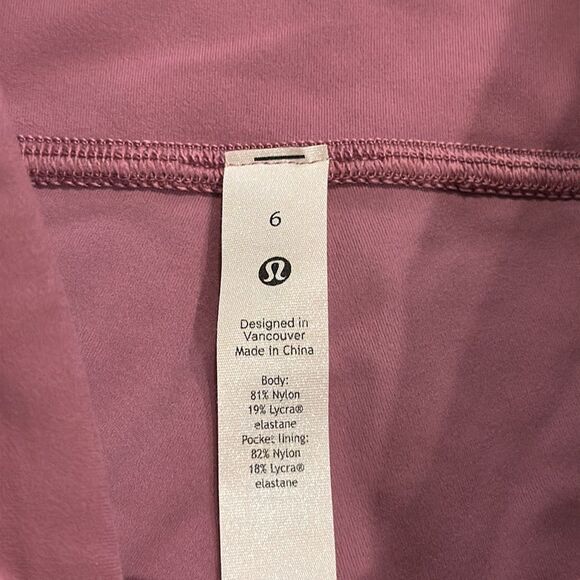 6
Designed in
Vancouver
Made in China
Body:
81% Nylon
19% Lycra®
elastane
Pocket lining:
82% Nylon
18% Lycra®
elastane